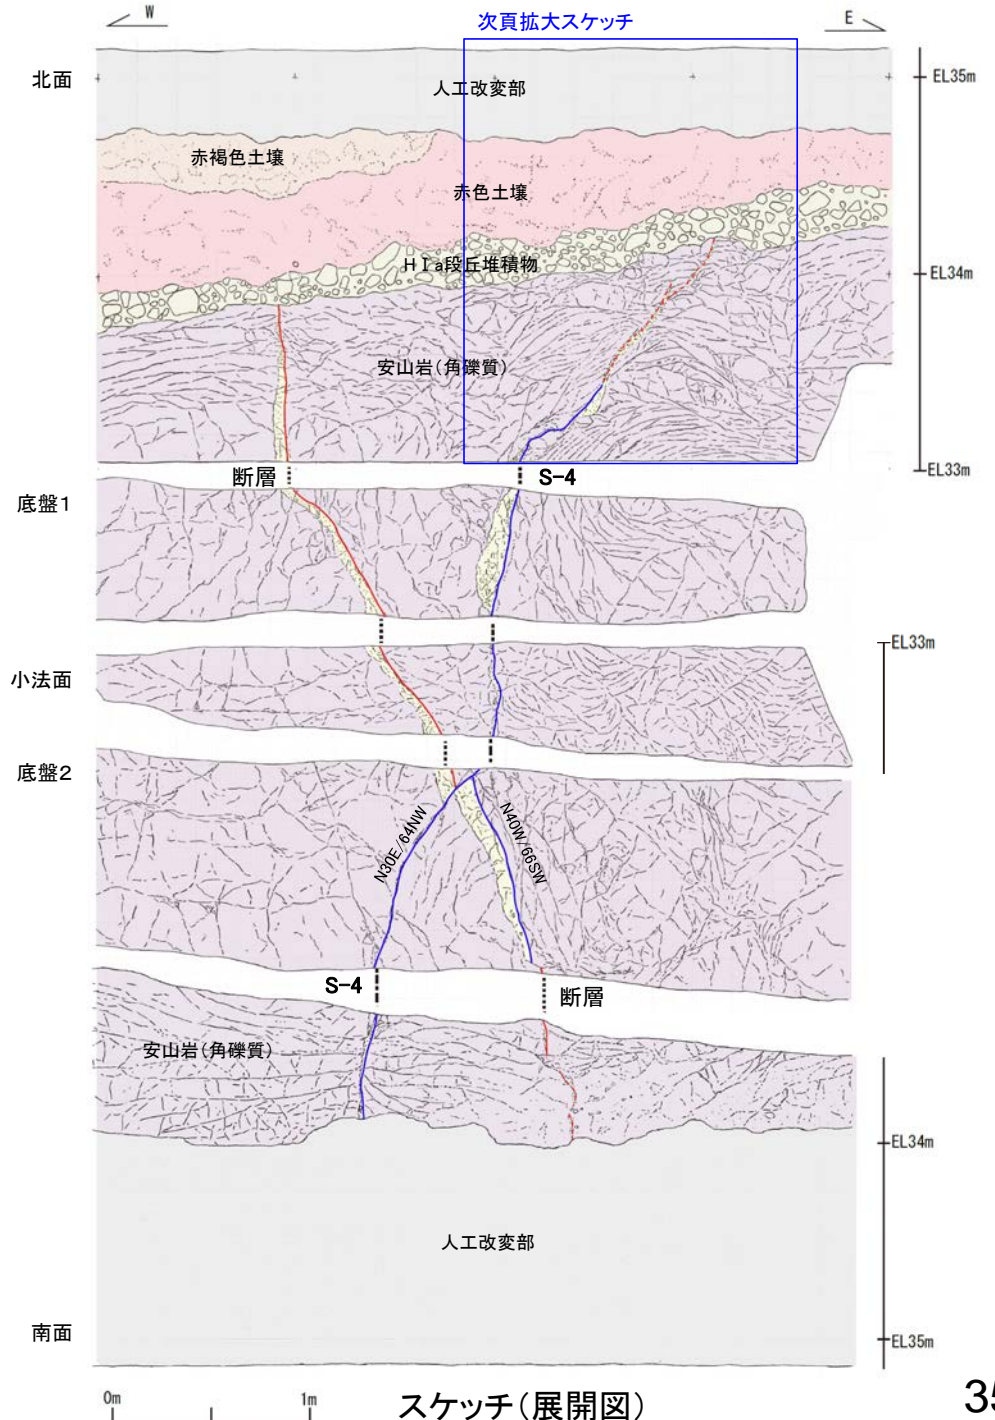 W
次頁拡大スケッチ
E
北面
人工改変部
EL35m
赤褐色土壌
赤色土壌
HIa段丘堆積物
EL34m
安山岩(角礫質)
断層
S-4
EL33m
底盤1
小法面
EL33m
底盤2
N30E/64NW
N40W/66SW
S-4
断層
安山岩(角礫質)
EL34m
人工改変部
南面
EL35m
0m
1m
スケッチ(展開図)